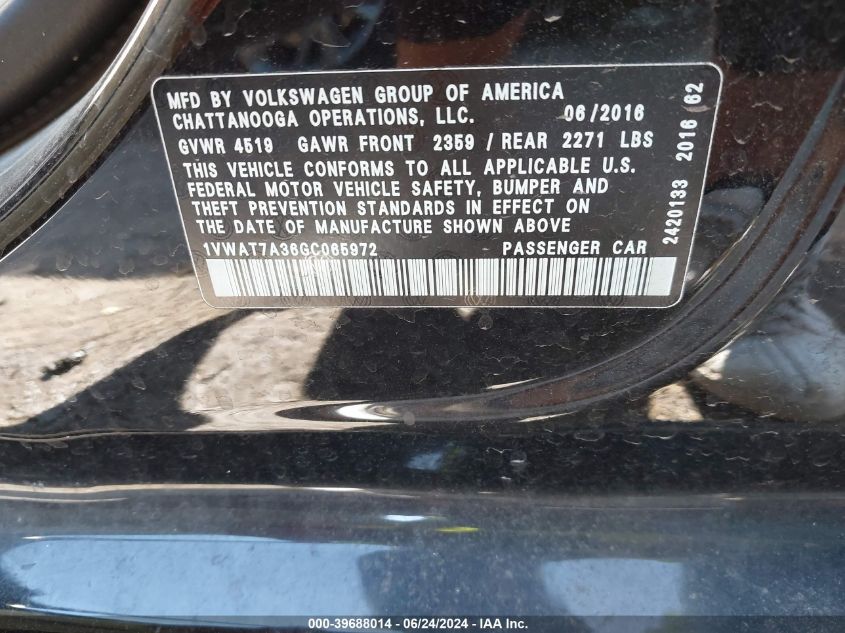 MFD BY VOLKSWAGEN GROUP OF AMERICA
CHATTANOOGA OPERATIONS, LLC. 06/2016
GVWR 4519 GAWR FRONT 2359 / REAR 2271 LBS
THIS VEHICLE CONFORMS TO ALL APPLICABLE U.S.
FEDERAL MOTOR VEHICLE SAFETY, BUMPER AND
THEFT PREVENTION STANDARDS IN EFFECT ON
THE DATE OF MANUFACTURE SHOWN ABOVE
1VWAT7A36GC065972 PASSENGER CAR
2420133 2016 62
000-39688014 - 06/24/2024 - IAA Inc.